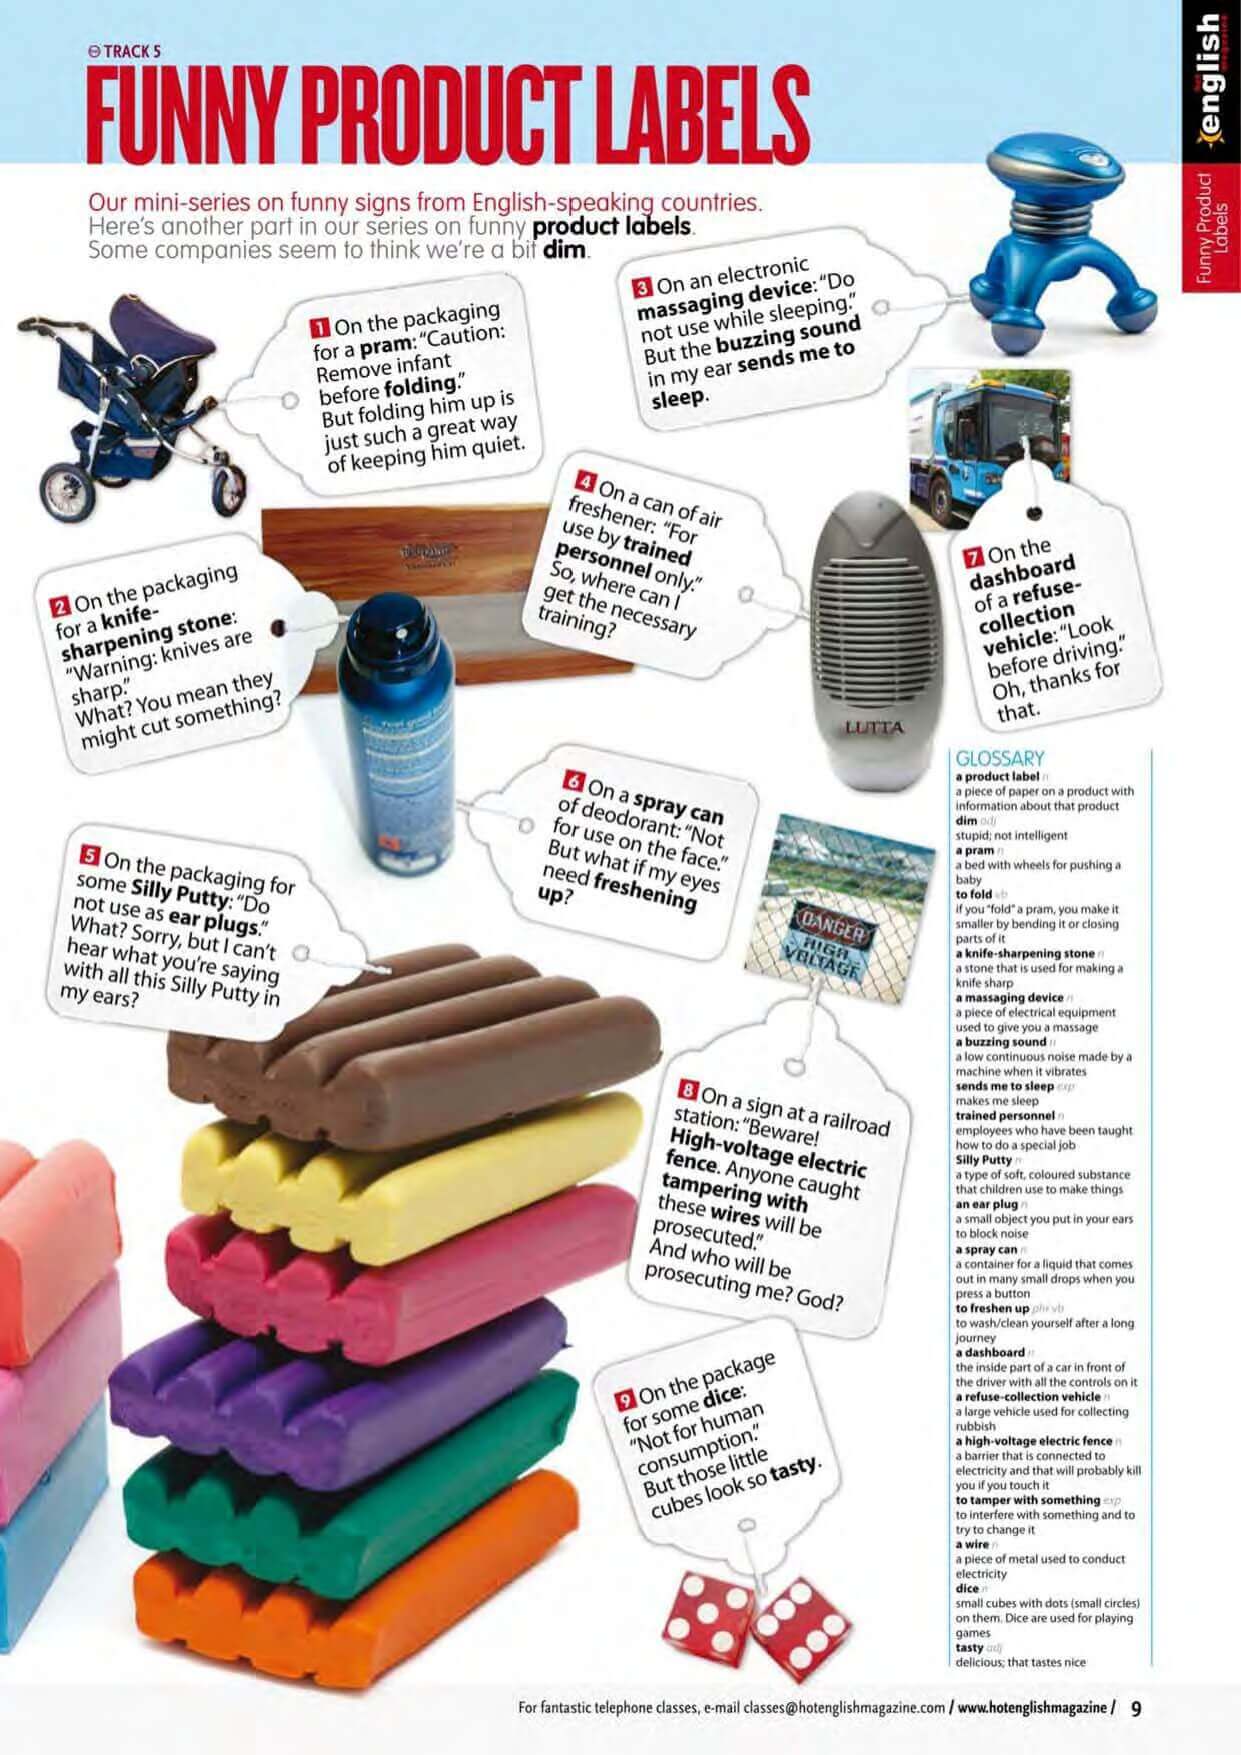 TRACK 5
FUNNY PRODUCT LABELS
Our mini-series on funny signs from English-speaking countries.
Here's another part in our series on funny product labels.
Some companies seem to think we're a bit dim.
english
magazine
Funny Product
Labels
1 On the packaging
for a pram: “Caution:
Remove infant
before folding.”
But folding him up is
just such a great way
of keeping him quiet.
2 On the packaging
for a knife-
sharpening stone:
“Warning: knives are
sharp.”
What? You mean they
might cut something?
3 On an electronic
massaging device: “Do
not use while sleeping.”
But the buzzing sound
in my ear sends me to
sleep.
4 On a can of air
freshener: “For
use by trained
personnel only.”
So, where can I
get the necessary
training?
5 On the packaging for
some Silly Putty: “Do
not use as ear plugs.”
What? Sorry, but I can't
hear what you're saying
with all this Silly Putty in
my ears?
6 On a spray can
of deodorant: “Not
for use on the face.”
But what if my eyes
need freshening
up?
7 On the
dashboard
of a refuse-
collection
vehicle: “Look
before driving.”
Oh, thanks for
that.
LUTTA
DANGER
HIGH
VOLTAGE
8 On a sign at a railroad
station: “Beware!
High-voltage electric
fence. Anyone caught
tampering with
these wires will be
prosecuted.”
And who will be
prosecuting me? God?
9 On the package
for some dice:
“Not for human
consumption.”
But those little
cubes look so tasty.
GLOSSARY
a product label n
a piece of paper on a product with
information about that product
dim adj
stupid; not intelligent
a pram n
a bed with wheels for pushing a
baby
to fold vb
if you “fold” a pram, you make it
smaller by bending it or closing
parts of it
a knife-sharpening stone n
a stone that is used for making a
knife sharp
a massaging device n
a piece of electrical equipment
used to give you a massage
a buzzing sound n
a low continuous noise made by a
machine when it vibrates
sends me to sleep exp
makes me sleep
trained personnel n
employees who have been taught
how to do a special job
Silly Putty n
a type of soft, coloured substance
that children use to make things
an ear plug n
a small object you put in your ears
to block noise
a spray can n
a container for a liquid that comes
out in many small drops when you
press a button
to freshen up phr vb
to wash/clean yourself after a long
journey
a dashboard n
the inside part of a car in front of
the driver with all the controls on it
a refuse-collection vehicle n
a large vehicle used for collecting
rubbish
a high-voltage electric fence n
a barrier that is connected to
electricity and that will probably kill
you if you touch it
to tamper with something exp
to interfere with something and to
try to change it
a wire n
a piece of metal used to conduct
electricity
dice n
small cubes with dots (small circles)
on them. Dice are used for playing
games
tasty adj
delicious; that tastes nice
For fantastic telephone classes, e-mail classes@hotenglishmagazine.com / www.hotenglishmagazine / 9